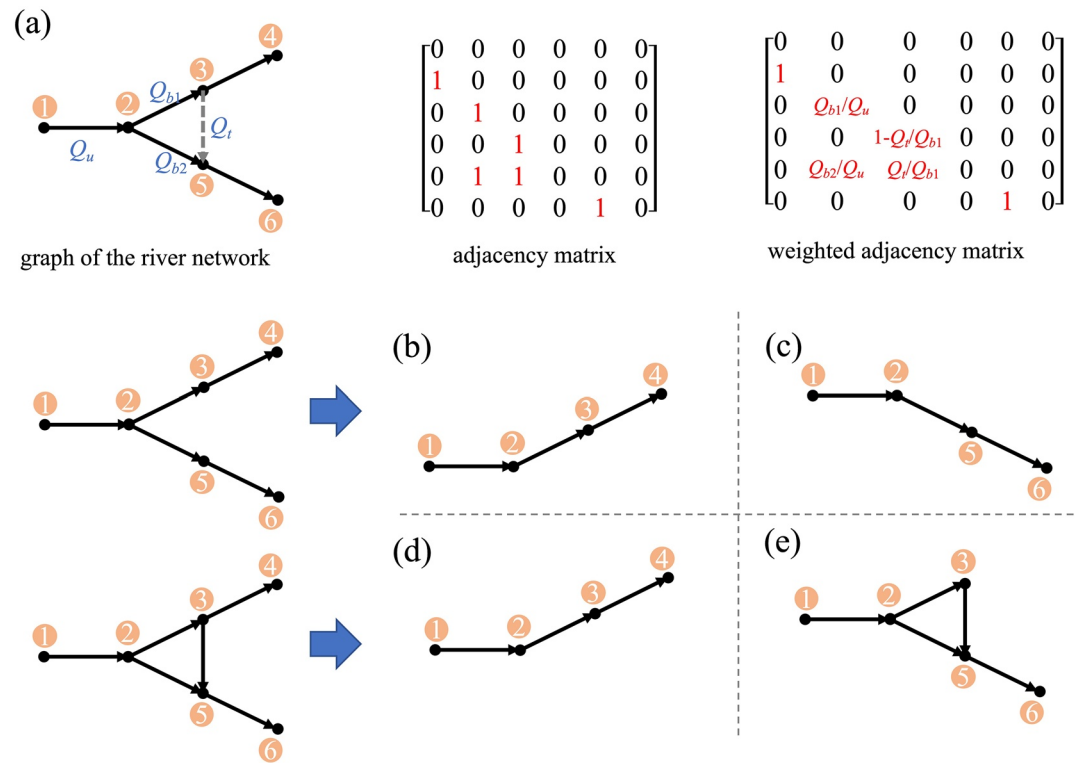 (a)
1
2
3
4
5
6
Qu
Qb1
Qb2
Qt
graph of the river network
0 0 0 0 0 0
1 0 0 0 0 0
0 1 0 0 0 0
0 0 1 0 0 0
0 1 1 0 0 0
0 0 0 0 1 0
adjacency matrix
0 0 0 0 0 0
1 0 0 0 0 0
0 Qb1/Qu 0 0 0 0
0 0 1-Qt/Qb1 0 0 0
0 Qb2/Qu Qt/Qb1 0 0 0
0 0 0 0 1 0
weighted adjacency matrix
1
2
3
4
5
6
(b)
1
2
3
4
(c)
1
2
5
6
1
2
3
4
5
6
(d)
1
2
3
4
(e)
1
2
3
5
6